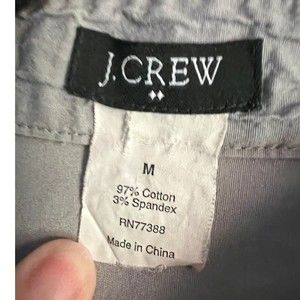 J.CREW
M
97% Cotton
3% Spandex
RN77388
Made in China